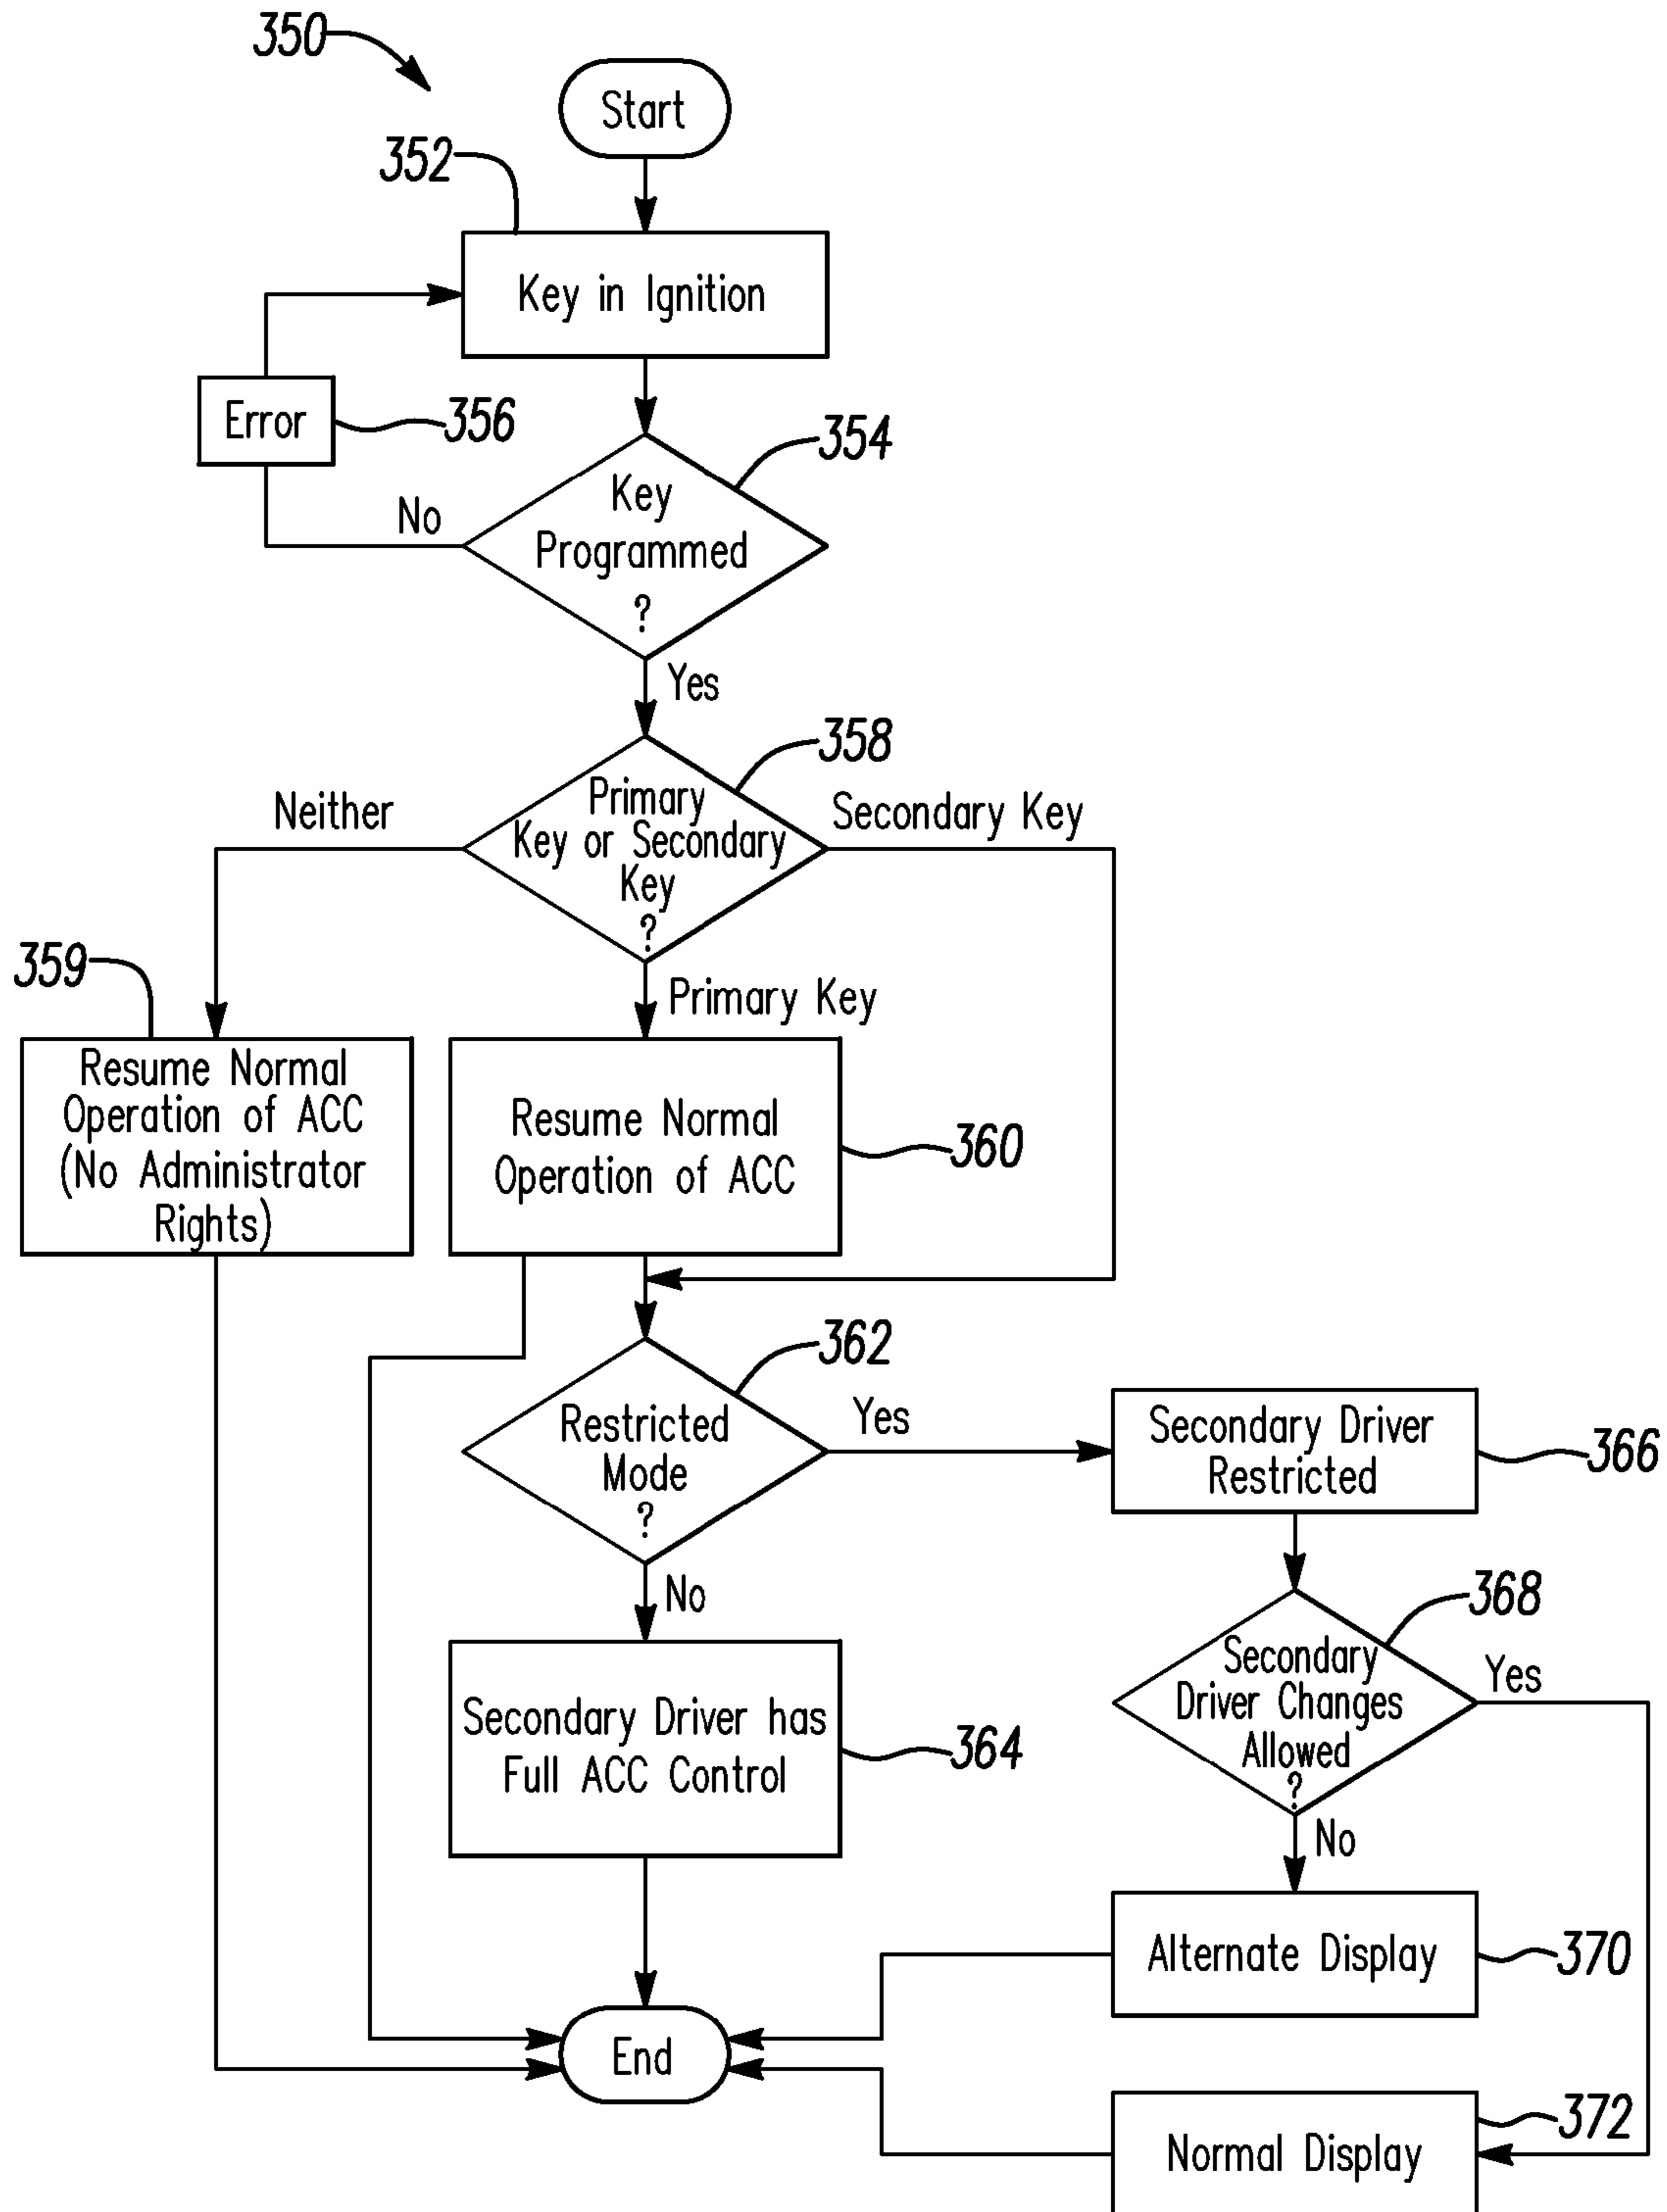 350
Start
352
Key in Ignition
Error
356
354
Key
Programmed
?
No
Yes
358
Primary
Key or Secondary
Key
?
Neither
Secondary Key
Primary Key
359
Resume Normal
Operation of ACC
(No Administrator
Rights)
Resume Normal
Operation of ACC
360
362
Restricted
Mode
?
Yes
Secondary Driver
Restricted
366
No
368
Secondary
Driver Changes
Allowed
?
Yes
Secondary Driver has
Full ACC Control
364
No
Alternate Display
370
End
Normal Display
372